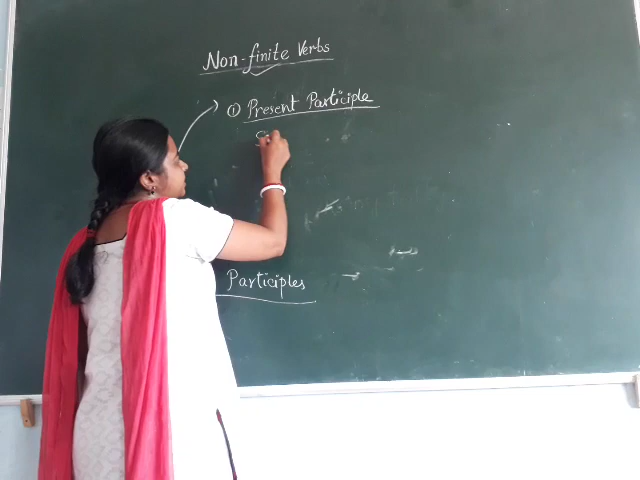 Non-finite Verbs
① Present Participle
Participles